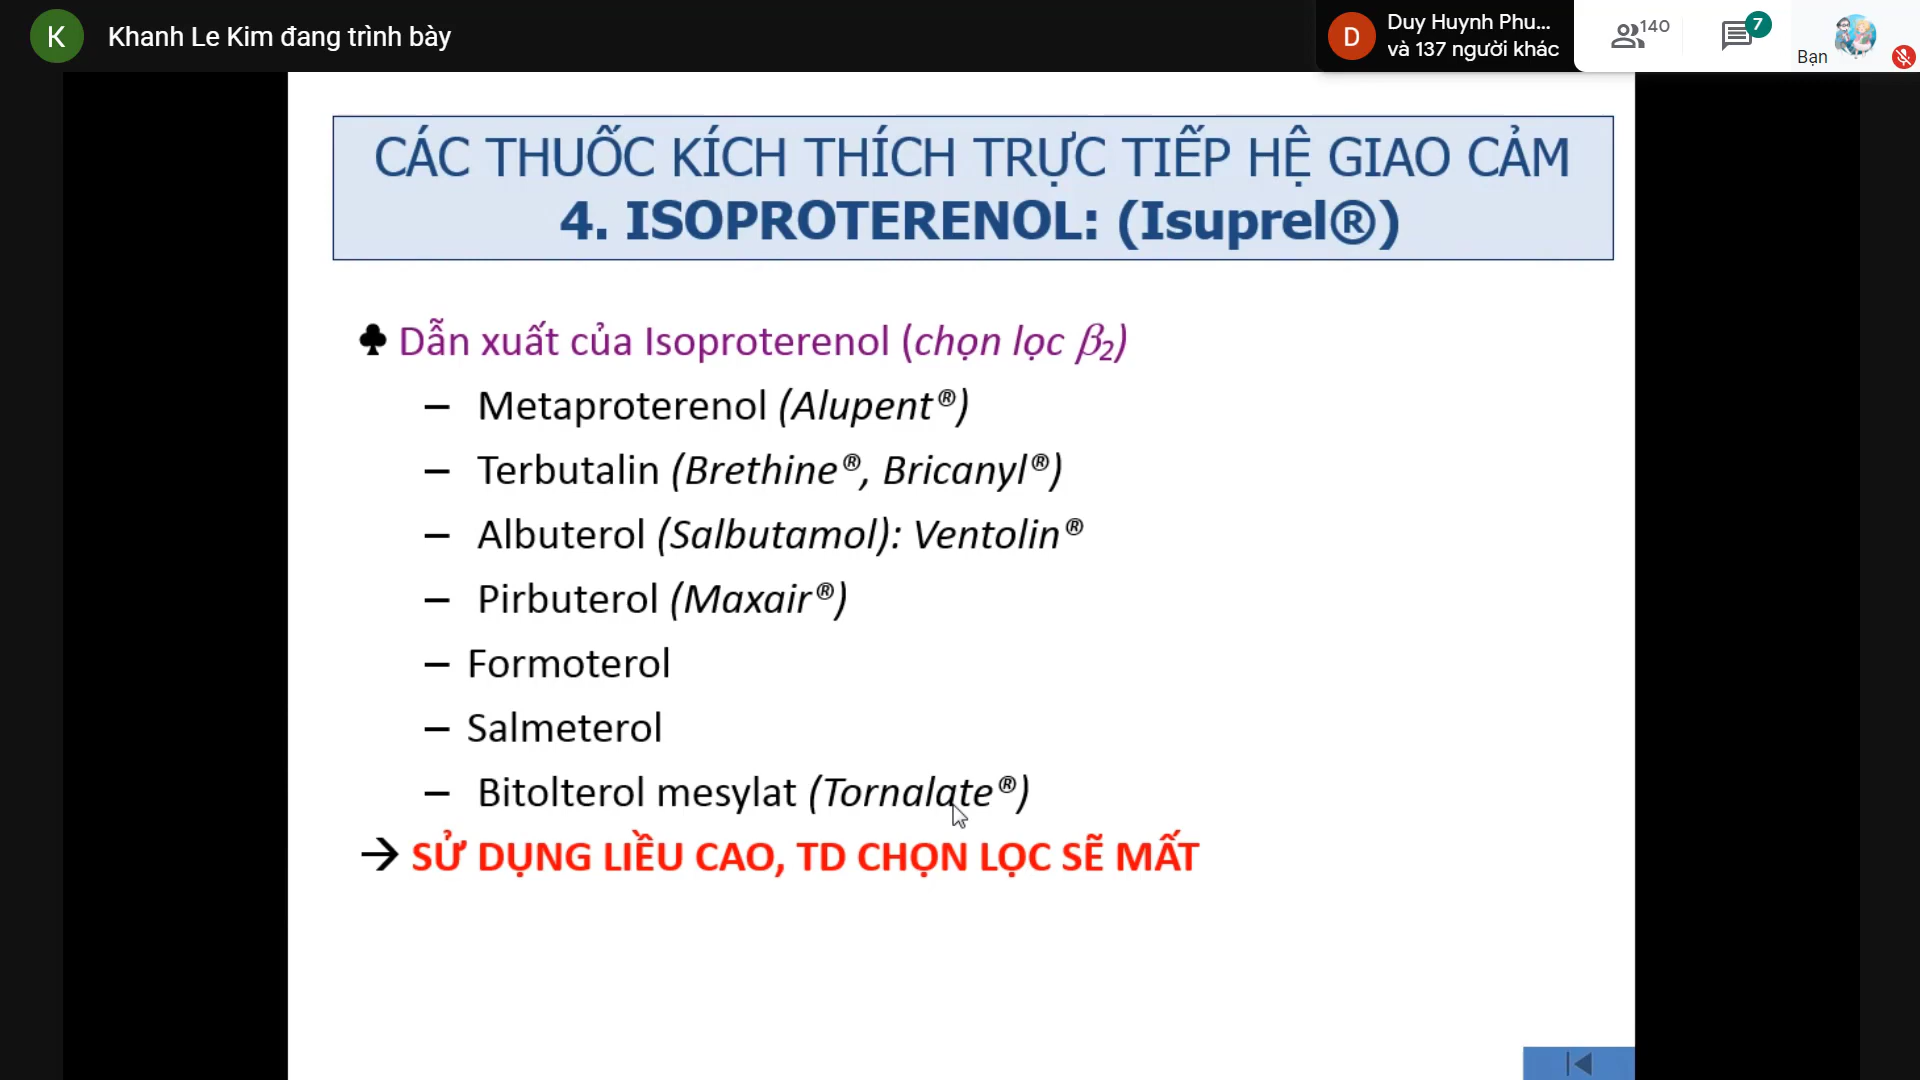 K
Khanh Le Kim đang trình bày
D
Duy Huynh Phu...
và 137 người khác
140
7
Bạn
CÁC THUỐC KÍCH THÍCH TRỰC TIẾP HỆ GIAO CẢM
4. ISOPROTERENOL: (Isuprel®)
♣ Dẫn xuất của Isoproterenol (chọn lọc β₂)
– Metaproterenol (Alupent®)
– Terbutalin (Brethine®, Bricanyl®)
– Albuterol (Salbutamol): Ventolin®
– Pirbuterol (Maxair®)
– Formoterol
– Salmeterol
– Bitolterol mesylat (Tornalate®)
→ SỬ DỤNG LIỀU CAO, TD CHỌN LỌC SẼ MẤT